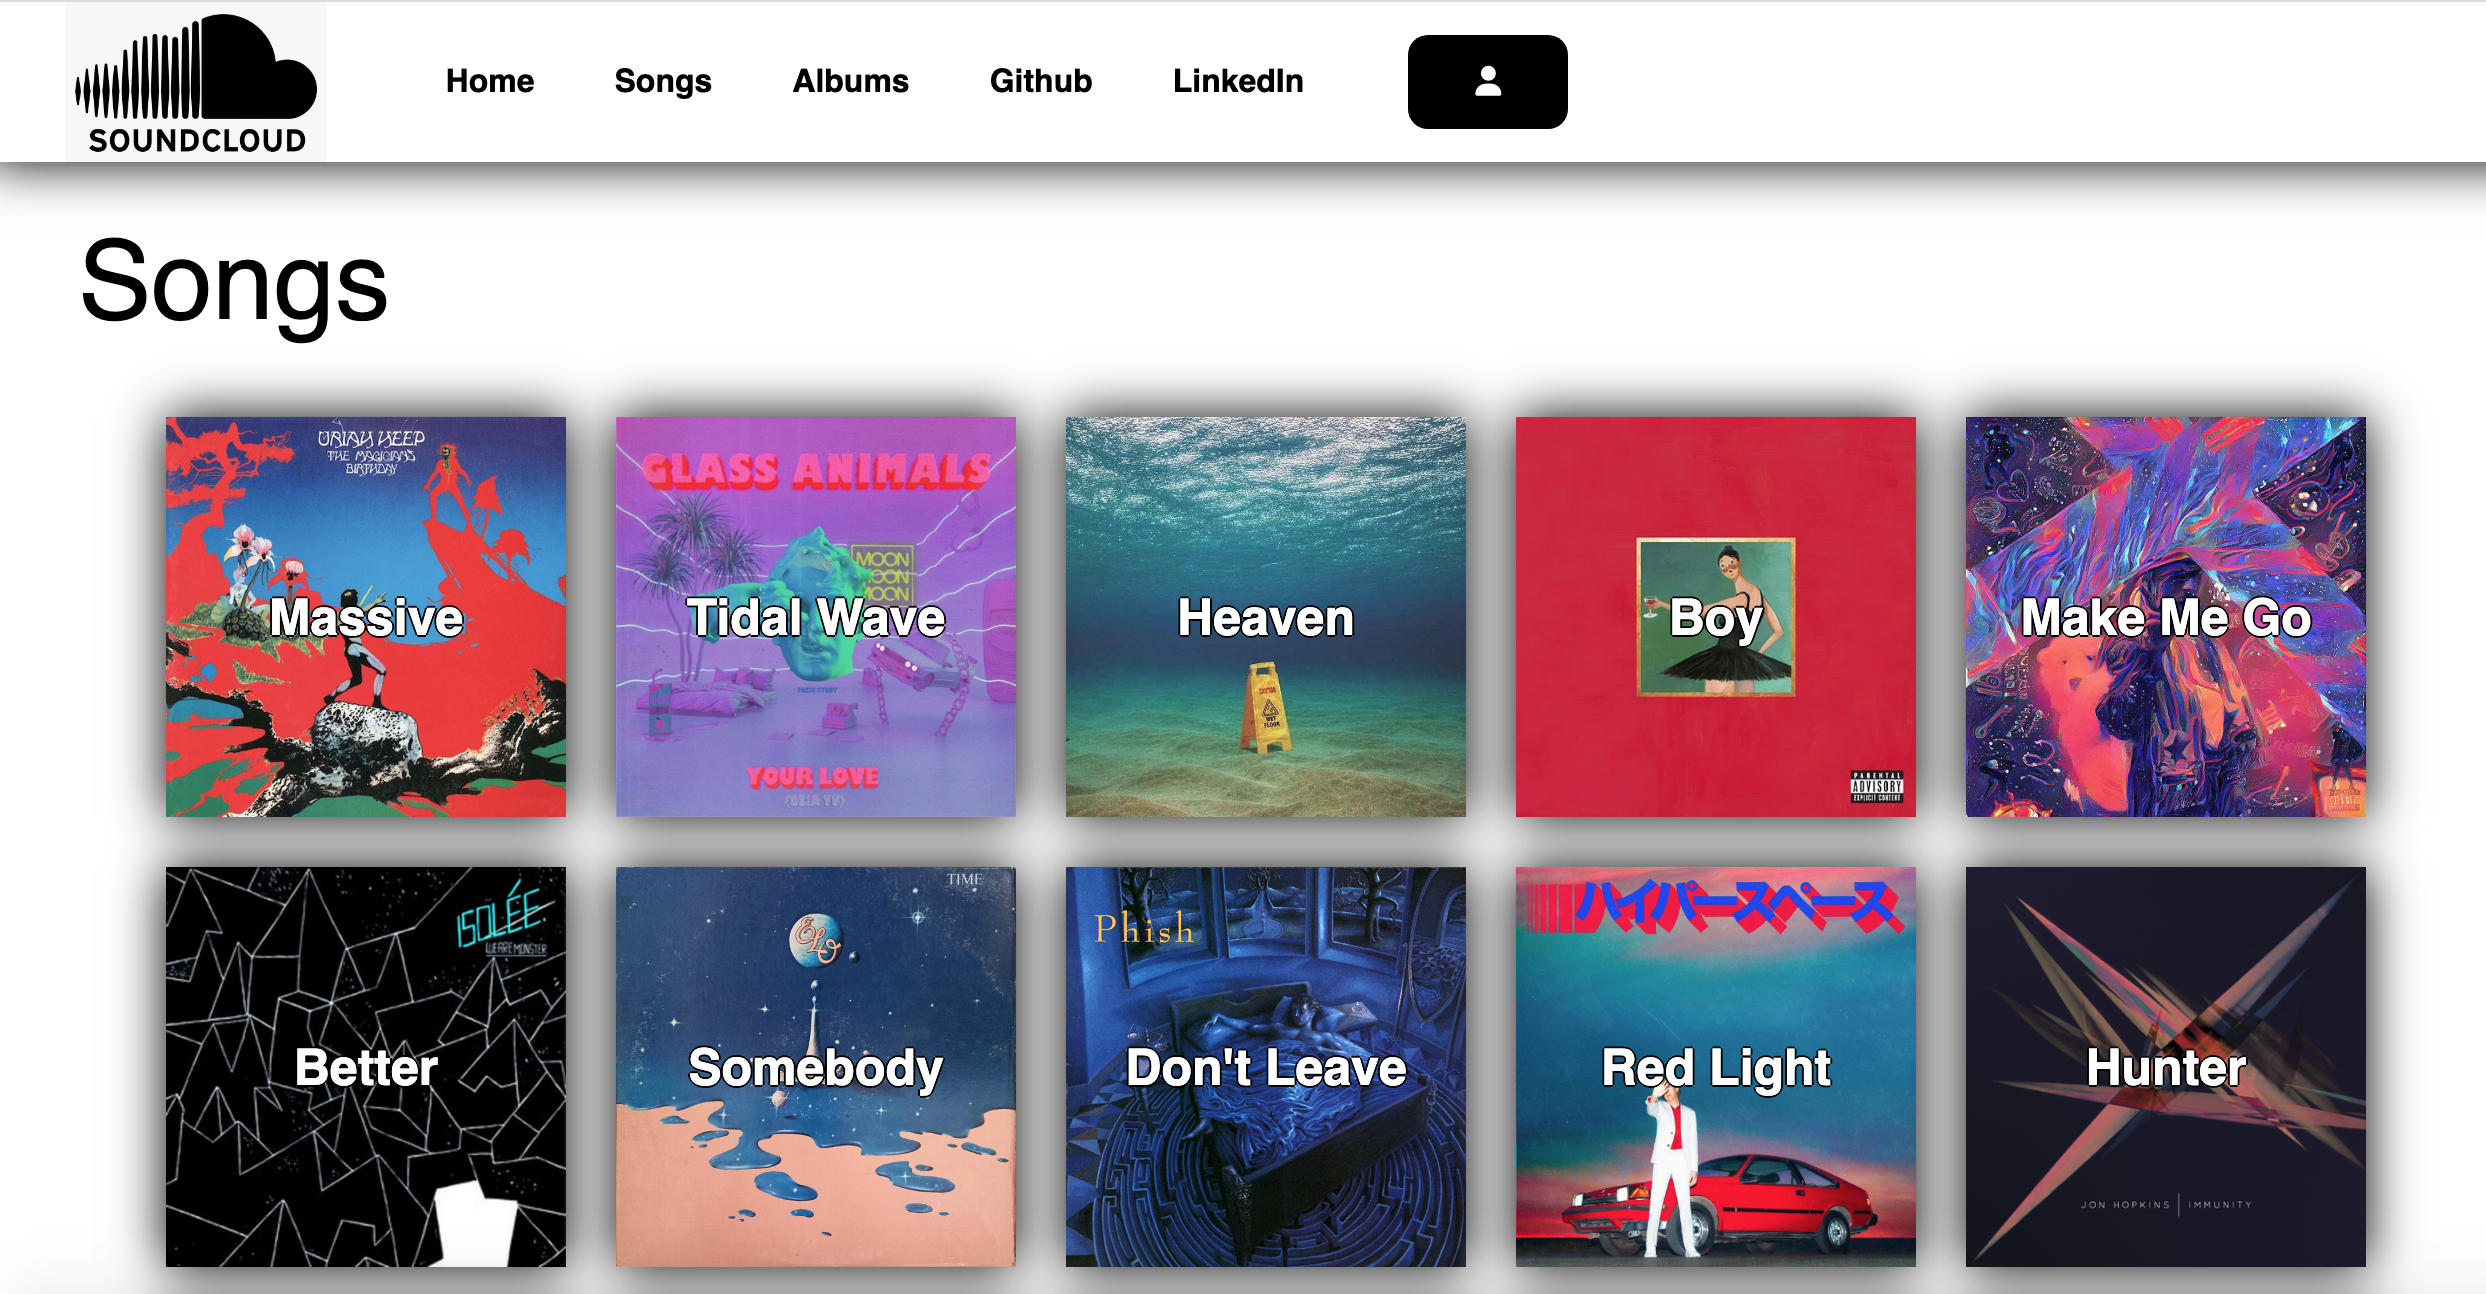 SOUNDCLOUD
Home
Songs
Albums
Github
LinkedIn
Songs
URIAH HEEP
THE MAGICIAN'S
BIRTHDAY
Massive
GLASS ANIMALS
MOON
MOON
MOON
Tidal Wave
PRESS START
YOUR LOVE
(DÉJÀ VU)
Heaven
CAUTION
WET
FLOOR
Boy
PARENTAL
ADVISORY
EXPLICIT CONTENT
Make Me Go
ISOLÉE
WE ARE MONSTER
Better
TIME
ELO
Somebody
Phish
Don't Leave
ハイパースペース
Red Light
Hunter
JON HOPKINS | IMMUNITY